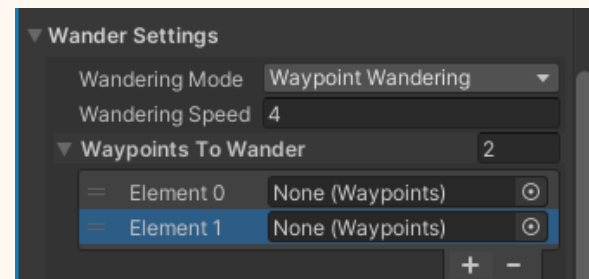 Wander Settings
Wandering Mode Waypoint Wandering
Wandering Speed 4
Waypoints To Wander 2
Element 0 None (Waypoints)
Element 1 None (Waypoints)
+ -